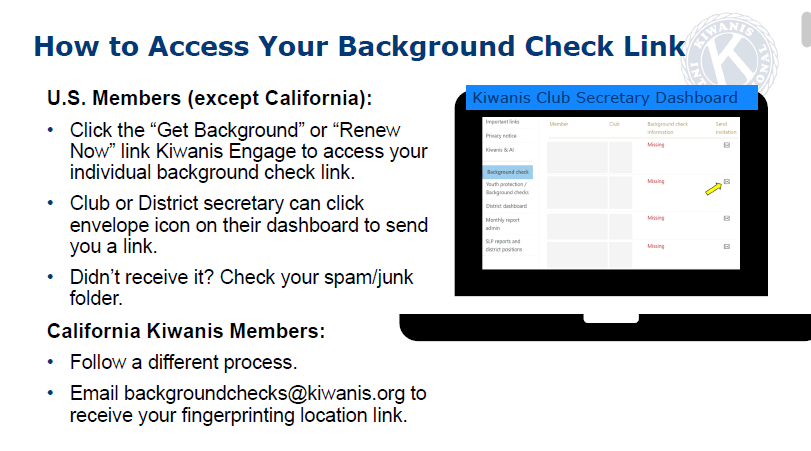 How to Access Your Background Check Link
KIWANIS
U.S. Members (except California):
• Click the “Get Background” or “Renew
Now” link Kiwanis Engage to access your
individual background check link.
• Club or District secretary can click
envelope icon on their dashboard to send
you a link.
• Didn’t receive it? Check your spam/junk
folder.
California Kiwanis Members:
• Follow a different process.
• Email backgroundchecks@kiwanis.org to
receive your fingerprinting location link.
Kiwanis Club Secretary Dashboard
Important links
Privacy notice
Kiwanis & AI
Background check
Youth protection /
Background checks
District dashboard
Monthly report
admin
SLP reports and
district positions
Member
Club
Background check
information
Send
invitation
Missing
Missing
Missing
Missing